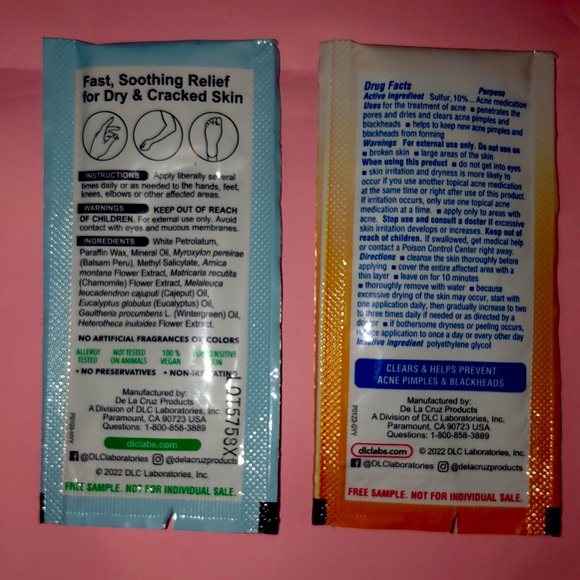 Fast, Soothing Relief
for Dry & Cracked Skin
INSTRUCTIONS Apply liberally several
times daily or as needed to the hands, feet,
knees, elbows or other affected areas.
WARNINGS KEEP OUT OF REACH
OF CHILDREN. For external use only. Avoid
contact with eyes and mucous membranes.
INGREDIENTS White Petrolatum,
Paraffin Wax, Mineral Oil, Myroxylon pereirae
(Balsam Peru), Methyl Salicylate, Arnica
montana Flower Extract, Matricaria recutita
(Chamomile) Flower Extract, Melaleuca
leucadendron cajuputi (Cajeput) Oil,
Eucalyptus globulus (Eucalyptus) Oil,
Gaultheria procumbens L. (Wintergreen) Oil,
Heterotheca inuloides Flower Extract.
NO ARTIFICIAL FRAGRANCES OR COLORS
ALLERGY TESTED
NOT TESTED ON ANIMALS
100% VEGAN
SENSITIVE
• NO PRESERVATIVES • NON-IRRITATING
LOT5758X
Manufactured by:
De La Cruz Products
A Division of DLC Laboratories, Inc.
Paramount, CA 90723 USA
Questions: 1-800-858-3889
dlclabs.com
@DLClaboratories @delacruzproducts
© 2022 DLC Laboratories, Inc.
FREE SAMPLE. NOT FOR INDIVIDUAL SALE.
Drug Facts
Active ingredient Purpose
Sulfur, 10%... Acne medication
Uses for the treatment of acne ■ penetrates the
pores and dries and clears acne pimples and
blackheads ■ helps to keep new acne pimples and
blackheads from forming
Warnings For external use only. Do not use on
■ broken skin ■ large areas of the skin
When using this product ■ do not get into eyes
■ skin irritation and dryness is more likely to
occur if you use another topical acne medication
at the same time or right after use of this product.
If irritation occurs, only use one topical acne
medication at a time. ■ apply only to areas with
acne. Stop use and consult a doctor If excessive
skin irritation develops or increases. Keep out of
reach of children. If swallowed, get medical help
or contact a Poison Control Center right away.
Directions ■ cleanse the skin thoroughly before
applying ■ cover the entire affected area with a
thin layer ■ leave on for 10 minutes
■ thoroughly remove with water ■ because
excessive drying of the skin may occur, start with
one application daily, then gradually increase to two
to three times daily if needed or as directed by a
doctor ■ if bothersome dryness or peeling occurs,
reduce application to once a day or every other day
Inactive ingredient polyethylene glycol
CLEARS & HELPS PREVENT
ACNE PIMPLES & BLACKHEADS
Manufactured by:
De La Cruz Products
A Division of DLC Laboratories, Inc.
Paramount, CA 90723 USA
Questions: 1-800-858-3889
dlclabs.com © 2022 DLC Laboratories, Inc.
@DLClaboratories @delacruzproducts
FREE SAMPLE. NOT FOR INDIVIDUAL SALE.